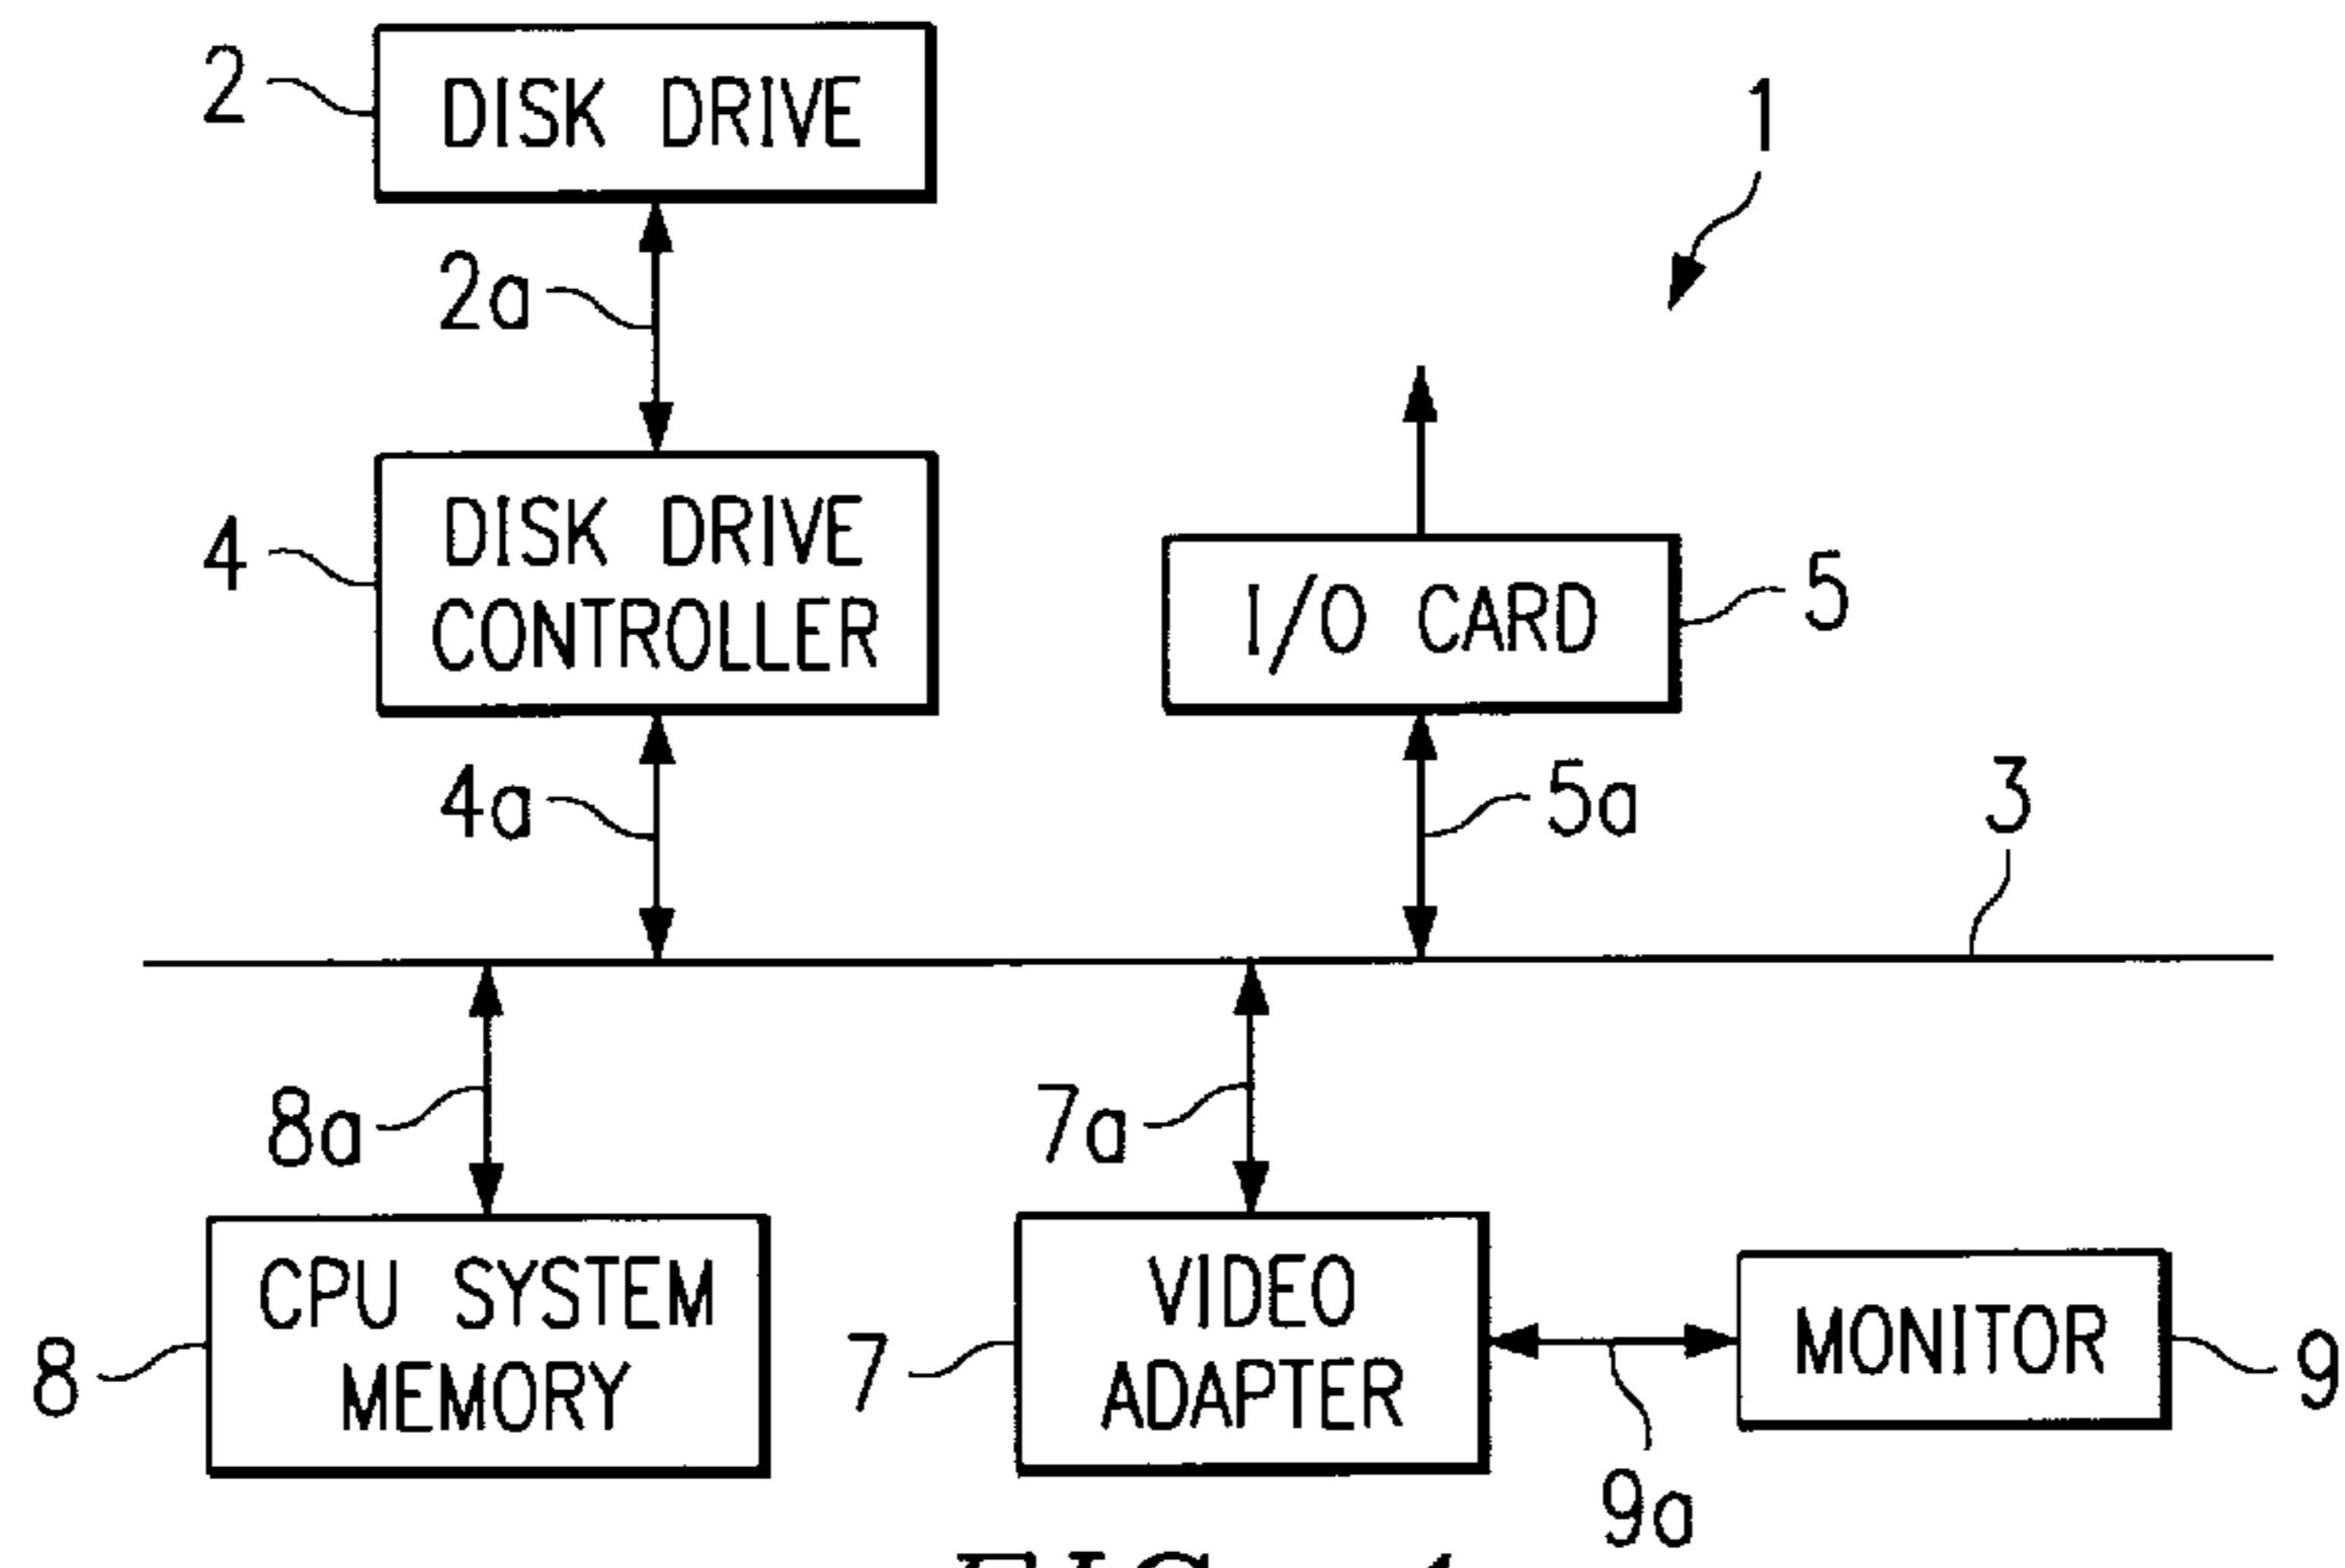 2
DISK DRIVE
1
2a
4
DISK DRIVE
CONTROLLER
I/O CARD
5
4a
5a
3
8a
7a
8
CPU SYSTEM
MEMORY
7
VIDEO
ADAPTER
MONITOR
9
9a